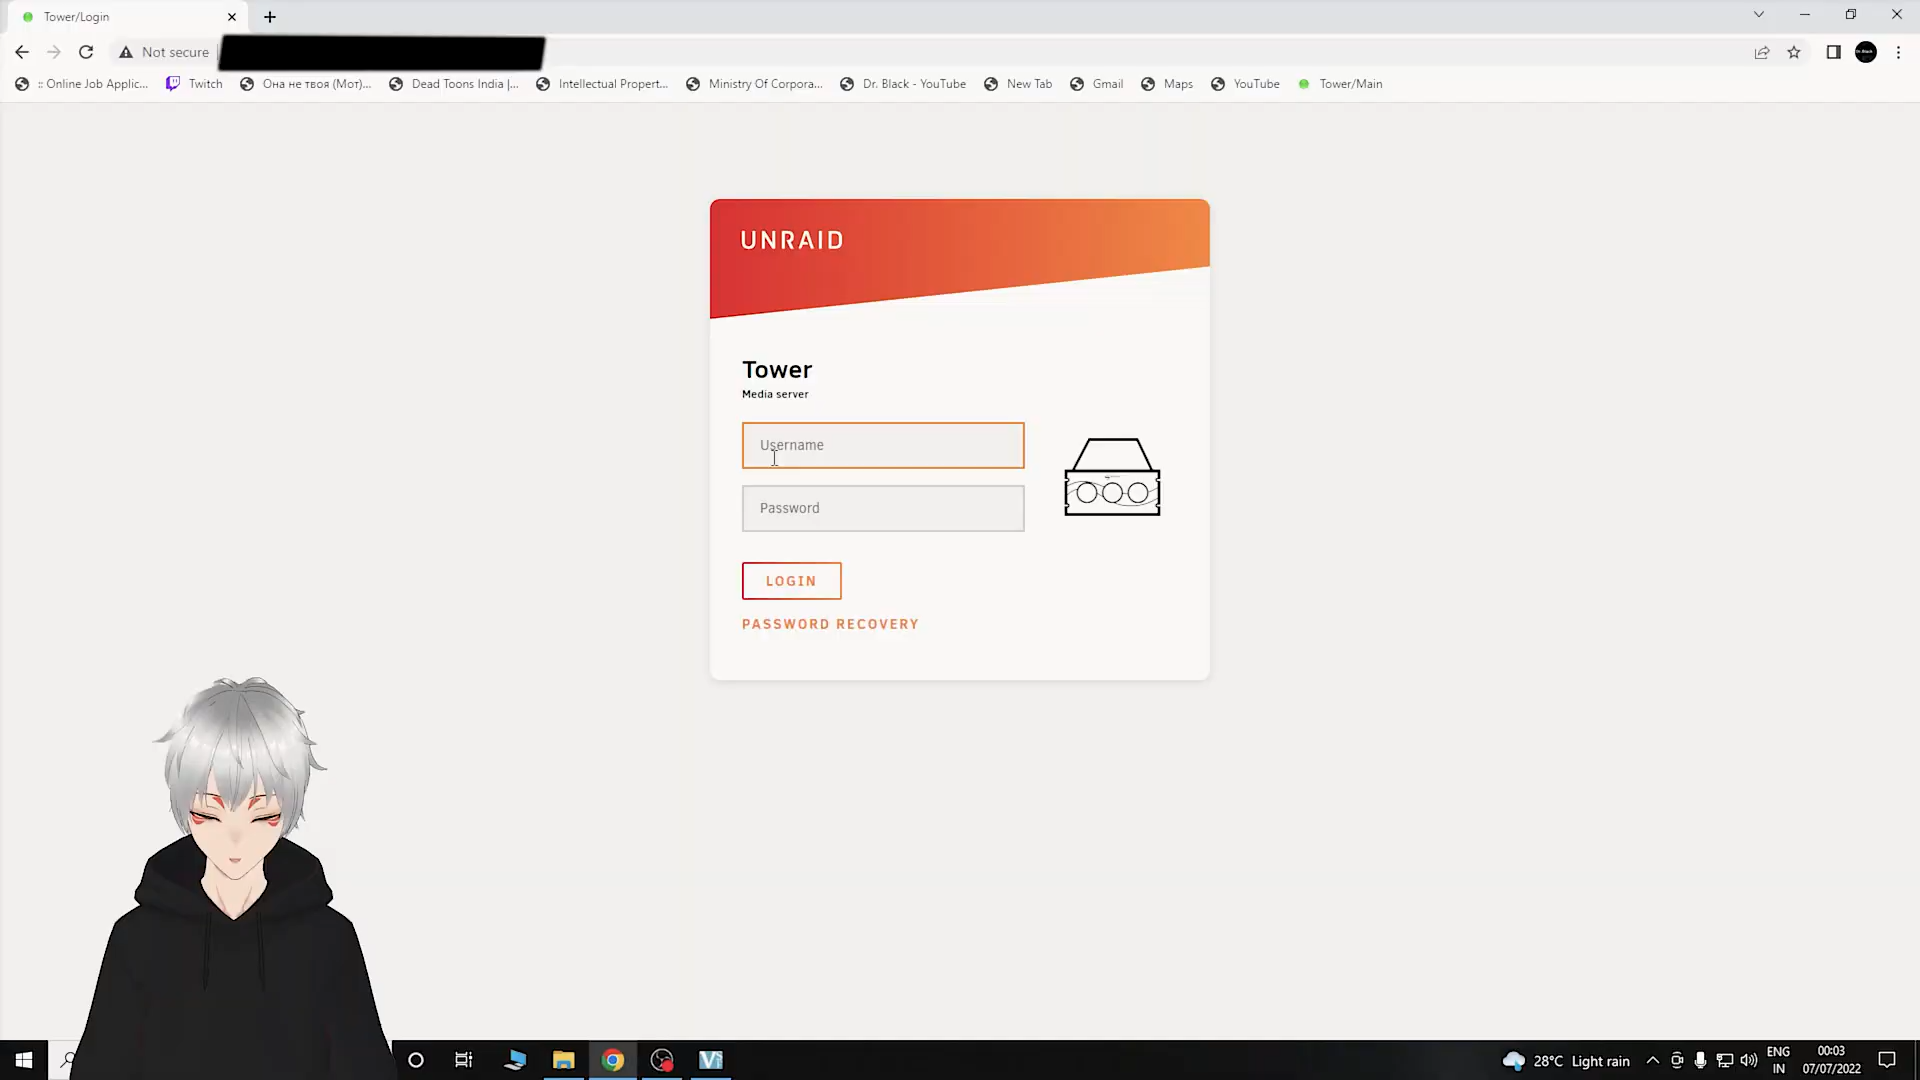 Tower/Login
Not secure
:: Online Job Applic...
Twitch
Она не твоя (Мот)...
Dead Toons India |...
Intellectual Propert...
Ministry Of Corpora...
Dr. Black - YouTube
New Tab
Gmail
Maps
YouTube
Tower/Main
UNRAID
Tower
Media server
Username
Password
LOGIN
PASSWORD RECOVERY
28°C Light rain
ENG
IN
00:03
07/07/2022